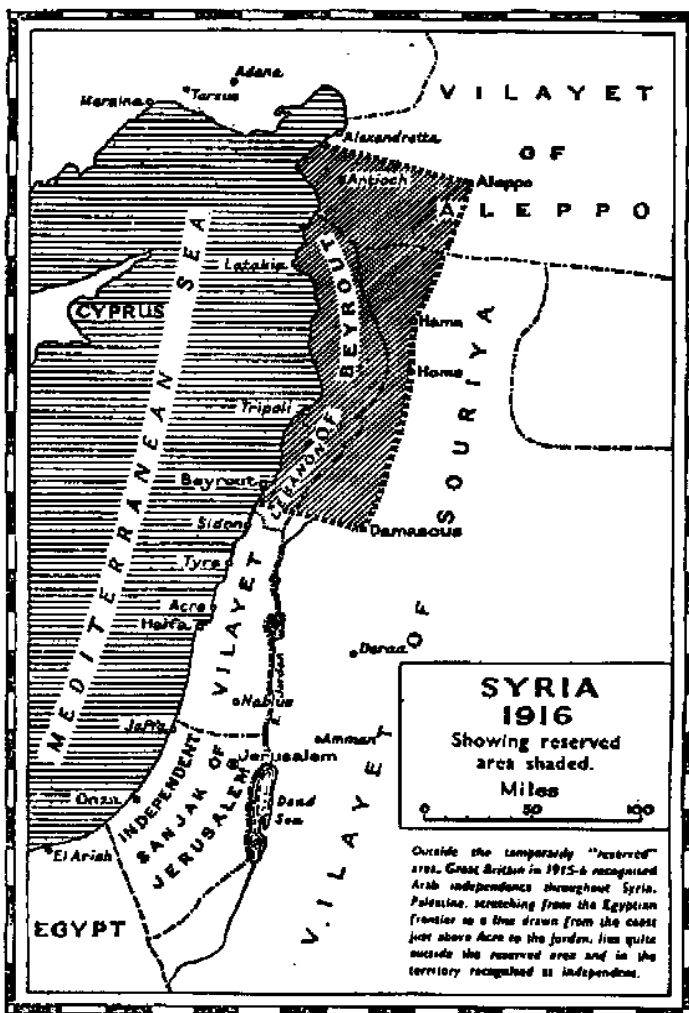 Adana
Mersina
Tarsus
VILAYET
OF
ALEPPO
Alexandretta
Antioch
Aleppo
MEDITERRANEAN SEA
CYPRUS
Latakia
BEYROUT
Hama
Homs
SOURIYA
Tripoli
OF
LEBANON
Beyrout
Sidon
Damascus
Tyre
VILAYET
Acre
Haifa
Jordan
Deraa
OF
Nablus
Jaffa
Amman
VILAYET
Jerusalem
INDEPENDENT
SANJAK OF
JERUSALEM
Dead
Sea
Gaza
El Arish
EGYPT
SYRIA
1916
Showing reserved
area shaded.
Miles
0 50 100
Outside the temporarily "reserved"
area, Great Britain in 1915-6 recognised
Arab independence throughout Syria.
Palestine, stretching from the Egyptian
frontier to a line drawn from the coast
just above Acre to the Jordan, lies quite
outside the reserved area and in the
territory recognised as independent.